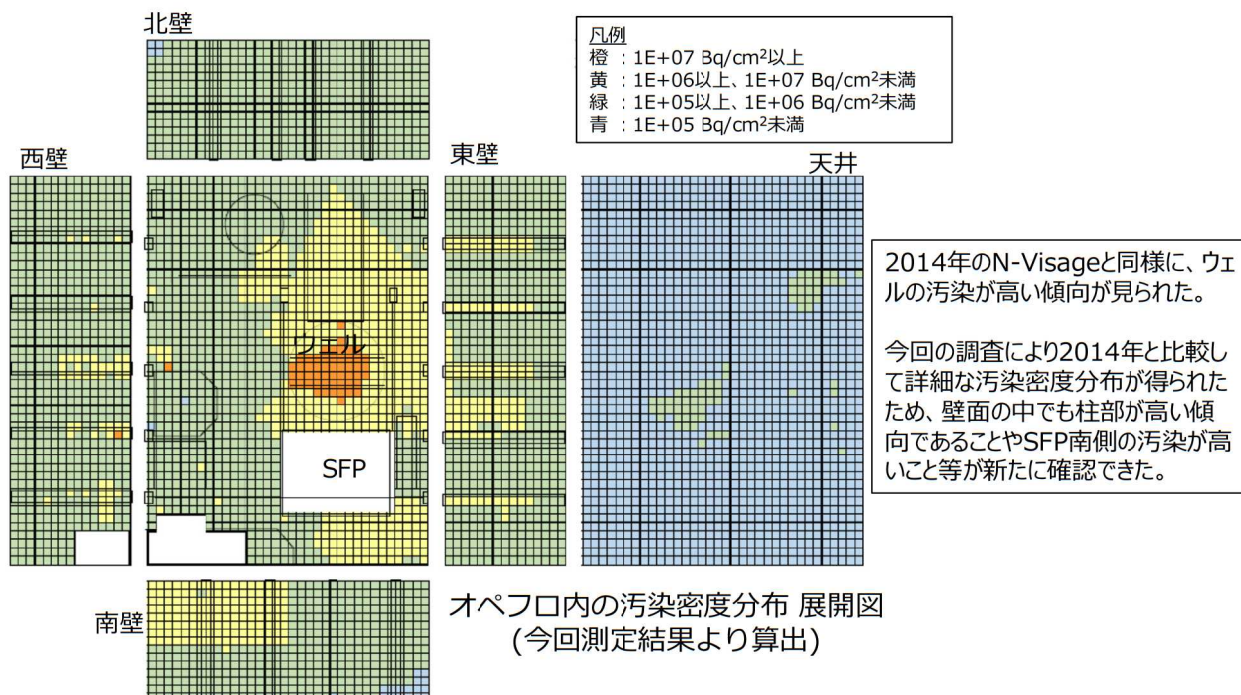 北壁
凡例
橙 : 1E+07 Bq/cm²以上
黄 : 1E+06以上、1E+07 Bq/cm²未満
緑 : 1E+05以上、1E+06 Bq/cm²未満
青 : 1E+05 Bq/cm²未満
西壁
東壁
天井
ウェル
SFP
2014年のN-Visageと同様に、ウェ
ルの汚染が高い傾向が見られた。
今回の調査により2014年と比較し
て詳細な汚染密度分布が得られた
ため、壁面の中でも柱部が高い傾
向であることやSFP南側の汚染が高
いこと等が新たに確認できた。
南壁
オペフロ内の汚染密度分布 展開図
(今回測定結果より算出)